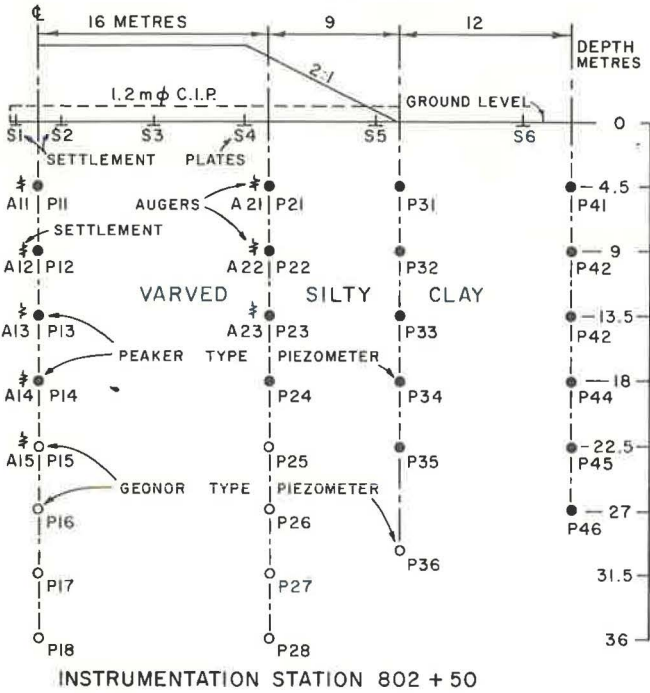 ℄
16 METRES 9 12
DEPTH
METRES
2:1
1.2mϕ C.I.P.
GROUND LEVEL
S1 S2 S3 S4 S5 S6 0
SETTLEMENT PLATES
4.5
A11 P11 AUGERS A21 P21 P31 P41
SETTLEMENT
9
A12 P12 A22 P22 P32 P42
VARVED SILTY CLAY
13.5
A13 P13 A23 P23 P33 P42
PEAKER TYPE PIEZOMETER
18
A14 P14 P24 P34 P44
22.5
A15 P15 P25 P35 P45
GEONOR TYPE PIEZOMETER
27
P16 P26 P46
P36
P17 P27 31.5
P18 P28 36
INSTRUMENTATION STATION 802 + 50